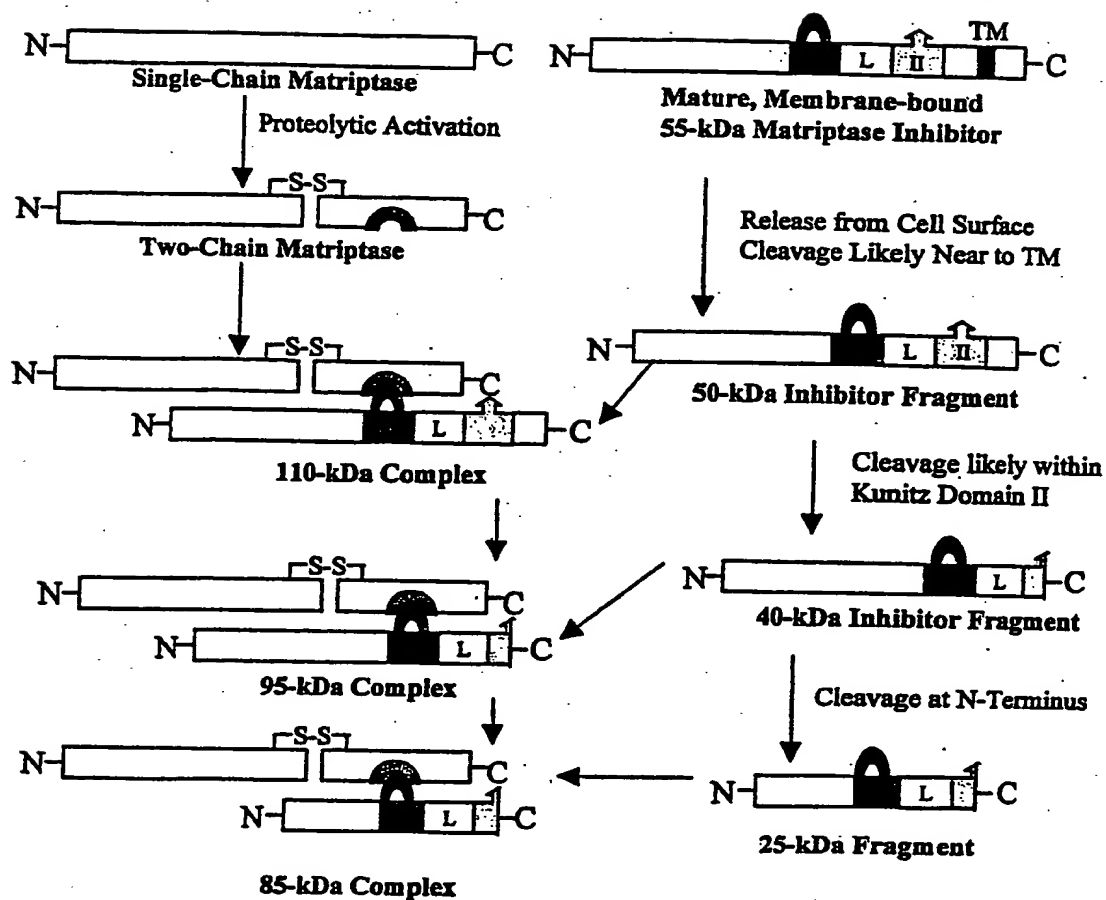 N C
Single-Chain Matriptase
Proteolytic Activation
N S-S C
Two-Chain Matriptase
N S-S C
N L C
110-kDa Complex
N S-S C
N L C
95-kDa Complex
N S-S C
N L C
85-kDa Complex
TM
N L II C
Mature, Membrane-bound
55-kDa Matriptase Inhibitor
Release from Cell Surface
Cleavage Likely Near to TM
N L II C
50-kDa Inhibitor Fragment
Cleavage likely within
Kunitz Domain II
N L C
40-kDa Inhibitor Fragment
Cleavage at N-Terminus
N L C
25-kDa Fragment